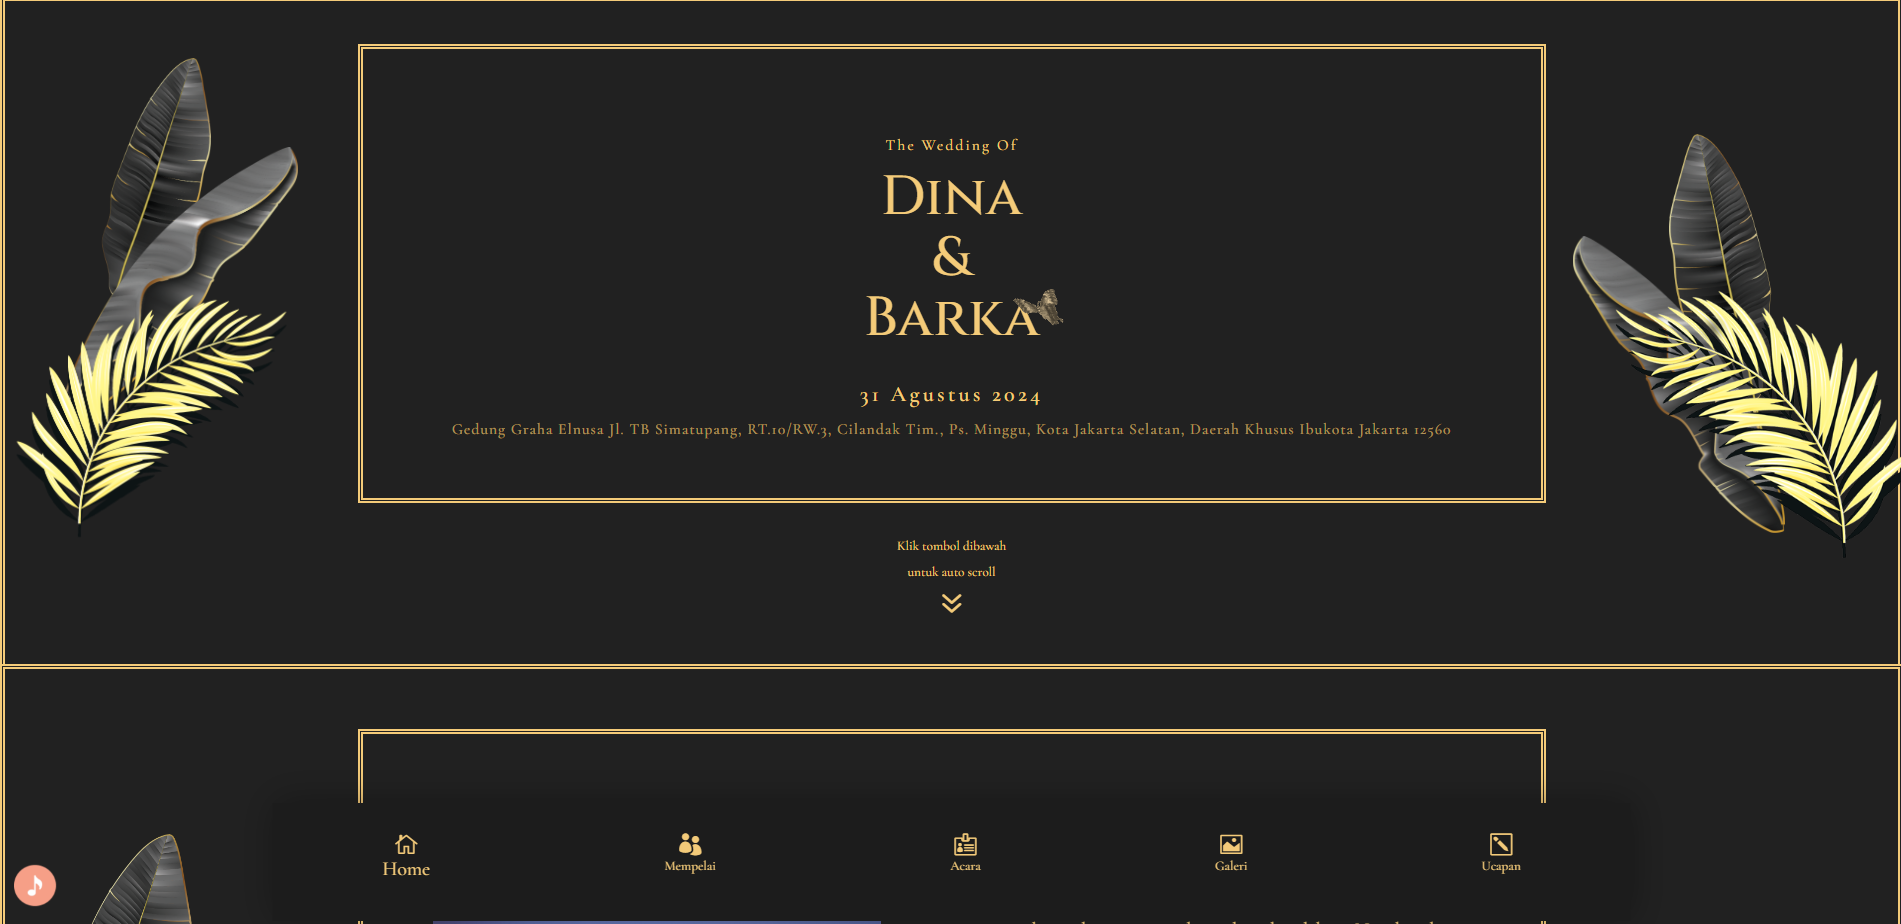 The Wedding Of
DINA
&
BARKA
31 Agustus 2024
Gedung Graha Elnusa Jl. TB Simatupang, RT.10/RW.3, Cilandak Tim., Ps. Minggu, Kota Jakarta Selatan, Daerah Khusus Ibukota Jakarta 12560
Klik tombol dibawah
untuk auto scroll
Home
Mempelai
Acara
Galeri
Ucapan